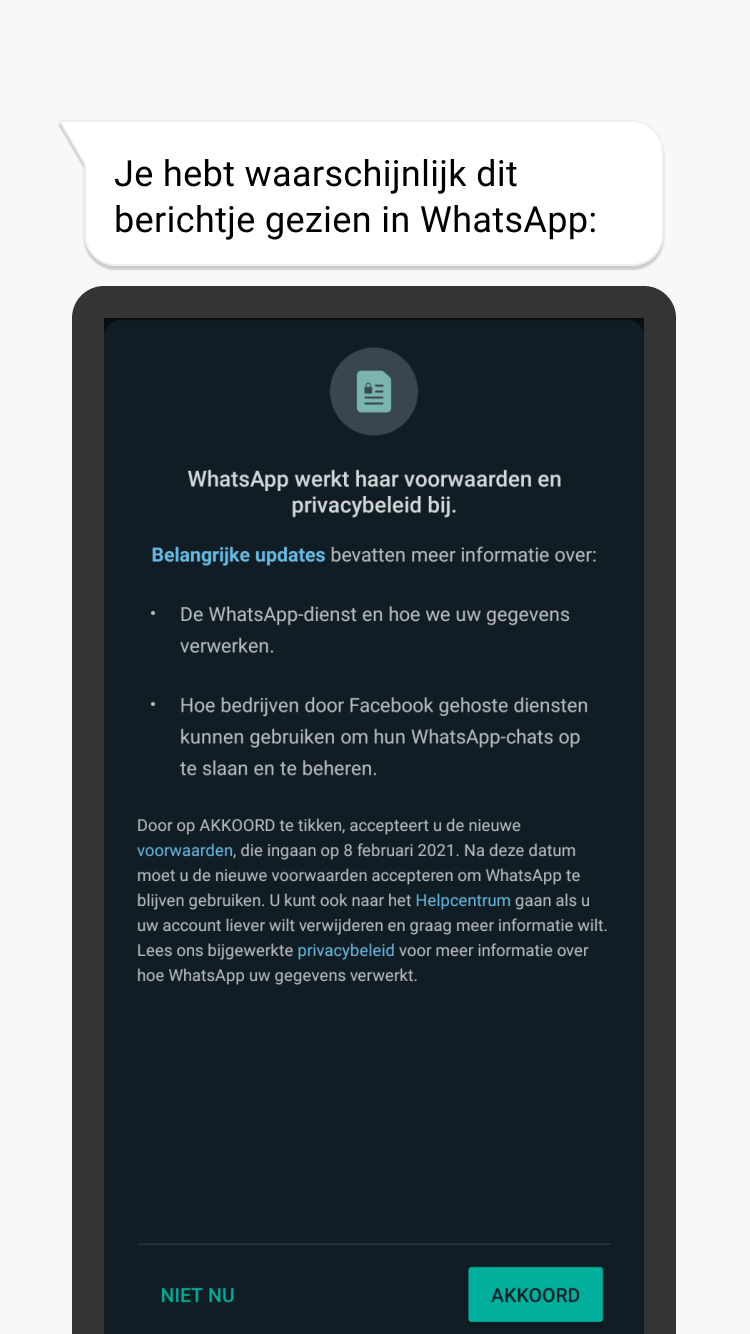 Je hebt waarschijnlijk dit
berichtje gezien in WhatsApp:
WhatsApp werkt haar voorwaarden en
privacybeleid bij.
Belangrijke updates bevatten meer informatie over:
• De WhatsApp-dienst en hoe we uw gegevens
verwerken.
• Hoe bedrijven door Facebook gehoste diensten
kunnen gebruiken om hun WhatsApp-chats op
te slaan en te beheren.
Door op AKKOORD te tikken, accepteert u de nieuwe
voorwaarden, die ingaan op 8 februari 2021. Na deze datum
moet u de nieuwe voorwaarden accepteren om WhatsApp te
blijven gebruiken. U kunt ook naar het Helpcentrum gaan als u
uw account liever wilt verwijderen en graag meer informatie wilt.
Lees ons bijgewerkte privacybeleid voor meer informatie over
hoe WhatsApp uw gegevens verwerkt.
NIET NU
AKKOORD